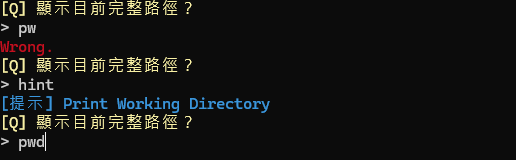 [Q] 顯示目前完整路徑？
> pw
Wrong.
[Q] 顯示目前完整路徑？
> hint
[提示] Print Working Directory
[Q] 顯示目前完整路徑？
> pwd